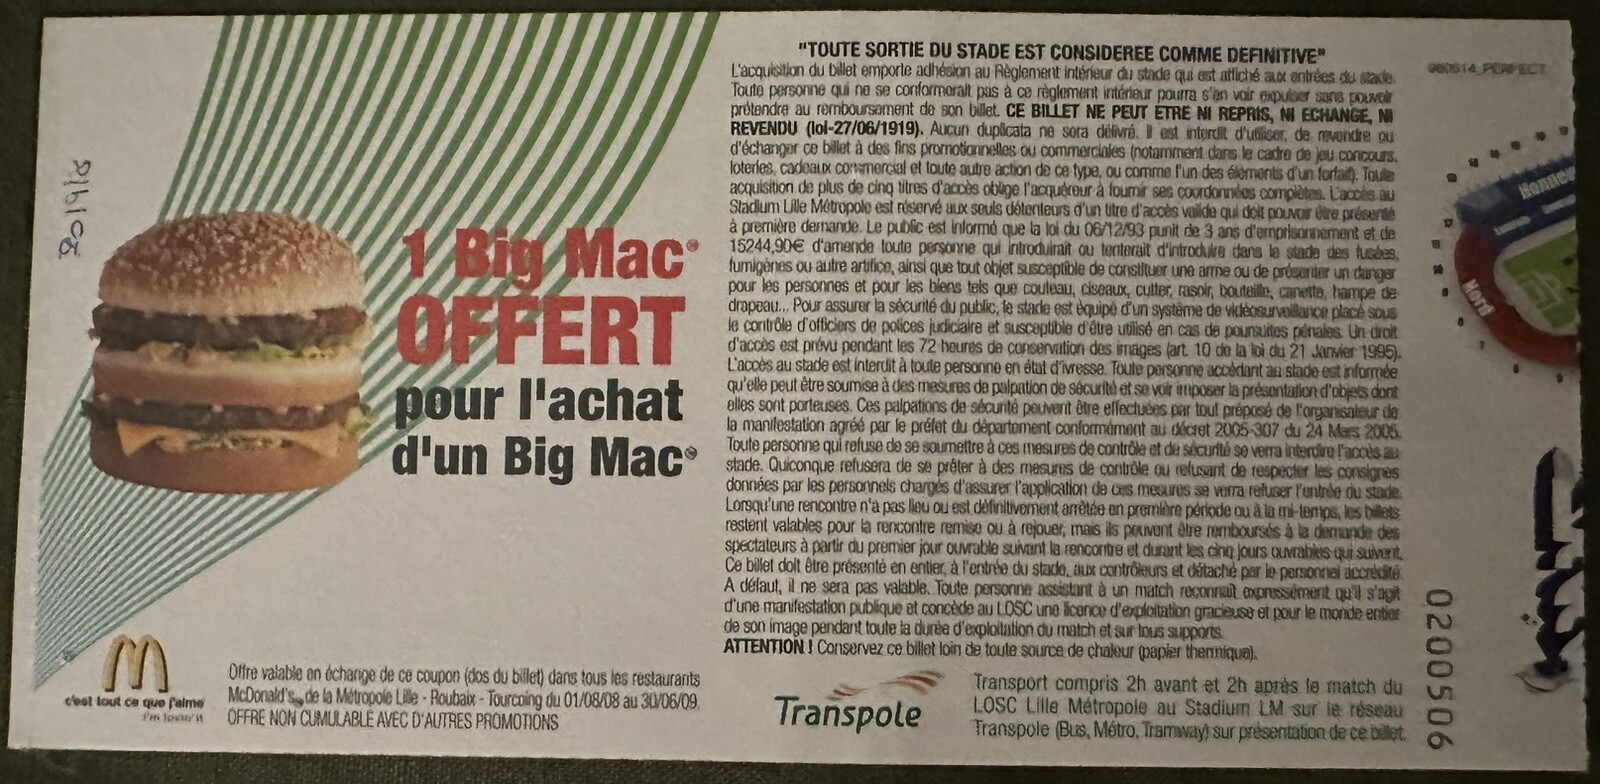 9/6/08
1 Big Mac®
OFFERT
pour l'achat
d'un Big Mac®
c'est tout ce que j'aime
i'm lovin' it
Offre valable en échange de ce coupon (dos du billet) dans tous les restaurants
McDonald's de la Métropole Lille - Roubaix - Tourcoing du 01/08/08 au 30/06/09.
OFFRE NON CUMULABLE AVEC D'AUTRES PROMOTIONS
"TOUTE SORTIE DU STADE EST CONSIDEREE COMME DEFINITIVE"
L'acquisition du billet emporte adhésion au Règlement intérieur du stade qui est affiché aux entrées du stade.
Toute personne qui ne se conformerait pas à ce règlement intérieur pourra s'en voir expulser sans pouvoir
prétendre au remboursement de son billet. CE BILLET NE PEUT ETRE NI REPRIS, NI ECHANGE, NI
REVENDU (loi-27/06/1919). Aucun duplicata ne sera délivré. Il est interdit d'utiliser, de revendre ou
d'échanger ce billet à des fins promotionnelles ou commerciales (notamment dans le cadre de jeu concours,
loteries, cadeaux commercial et toute autre action de ce type, ou comme l'un des éléments d'un forfait). Toute
acquisition de plus de cinq titres d'accès oblige l'acquéreur à fournir ses coordonnées complètes. L'accès au
Stadium Lille Métropole est réservé aux seuls détenteurs d'un titre d'accès valide qui doit pouvoir être présenté
à première demande. Le public est informé que la loi du 06/12/93 punit de 3 ans d'emprisonnement et de
15244,90€ d'amende toute personne qui introduirait ou tenterait d'introduire dans le stade des fusées,
fumigènes ou autre artifice, ainsi que tout objet susceptible de constituer une arme ou de présenter un danger
pour les personnes et pour les biens tels que couteau, ciseaux, cutter, rasoir, bouteille, canette, hampe de
drapeau... Pour assurer la sécurité du public, le stade est équipé d'un système de vidéosurveillance placé sous
le contrôle d'officiers de polices judiciaire et susceptible d'être utilisé en cas de poursuites pénales. Un droit
d'accès est prévu pendant les 72 heures de conservation des images (art. 10 de la loi du 21 Janvier 1995).
L'accès au stade est interdit à toute personne en état d'ivresse. Toute personne accédant au stade est informée
qu'elle peut être soumise à des mesures de palpation de sécurité et se voir imposer la présentation d'objets dont
elles sont porteuses. Ces palpations de sécurité peuvent être effectuées par tout préposé de l'organisateur de
la manifestation agréé par le préfet du département conformément au décret 2005-307 du 24 Mars 2005.
Toute personne qui refuse de se soumettre à ces mesures de contrôle et de sécurité se verra interdire l'accès au
stade. Quiconque refusera de se prêter à des mesures de contrôle ou refusant de respecter les consignes
données par les personnels chargés d'assurer l'application de ces mesures se verra refuser l'entrée du stade.
Lorsqu'une rencontre n'a pas lieu ou est définitivement arrêtée en première période ou à la mi-temps, les billets
restent valables pour la rencontre remise ou à rejouer, mais ils peuvent être remboursés à la demande des
spectateurs à partir du premier jour ouvrable suivant la rencontre et durant les cinq jours ouvrables qui suivent.
Ce billet doit être présenté en entier, à l'entrée du stade, aux contrôleurs et détaché par le personnel accrédité.
A défaut, il ne sera pas valable. Toute personne assistant à un match reconnaît expressément qu'il s'agit
d'une manifestation publique et concède au LOSC une licence d'exploitation gracieuse et pour le monde entier
de son image pendant toute la durée d'exploitation du match et sur tous supports.
ATTENTION ! Conservez ce billet loin de toute source de chaleur (papier thermique).
Transpole
Transport compris 2h avant et 2h après le match du
LOSC Lille Métropole au Stadium LM sur le réseau
Transpole (Bus, Métro, Tramway) sur présentation de ce billet.
0200506
Nord